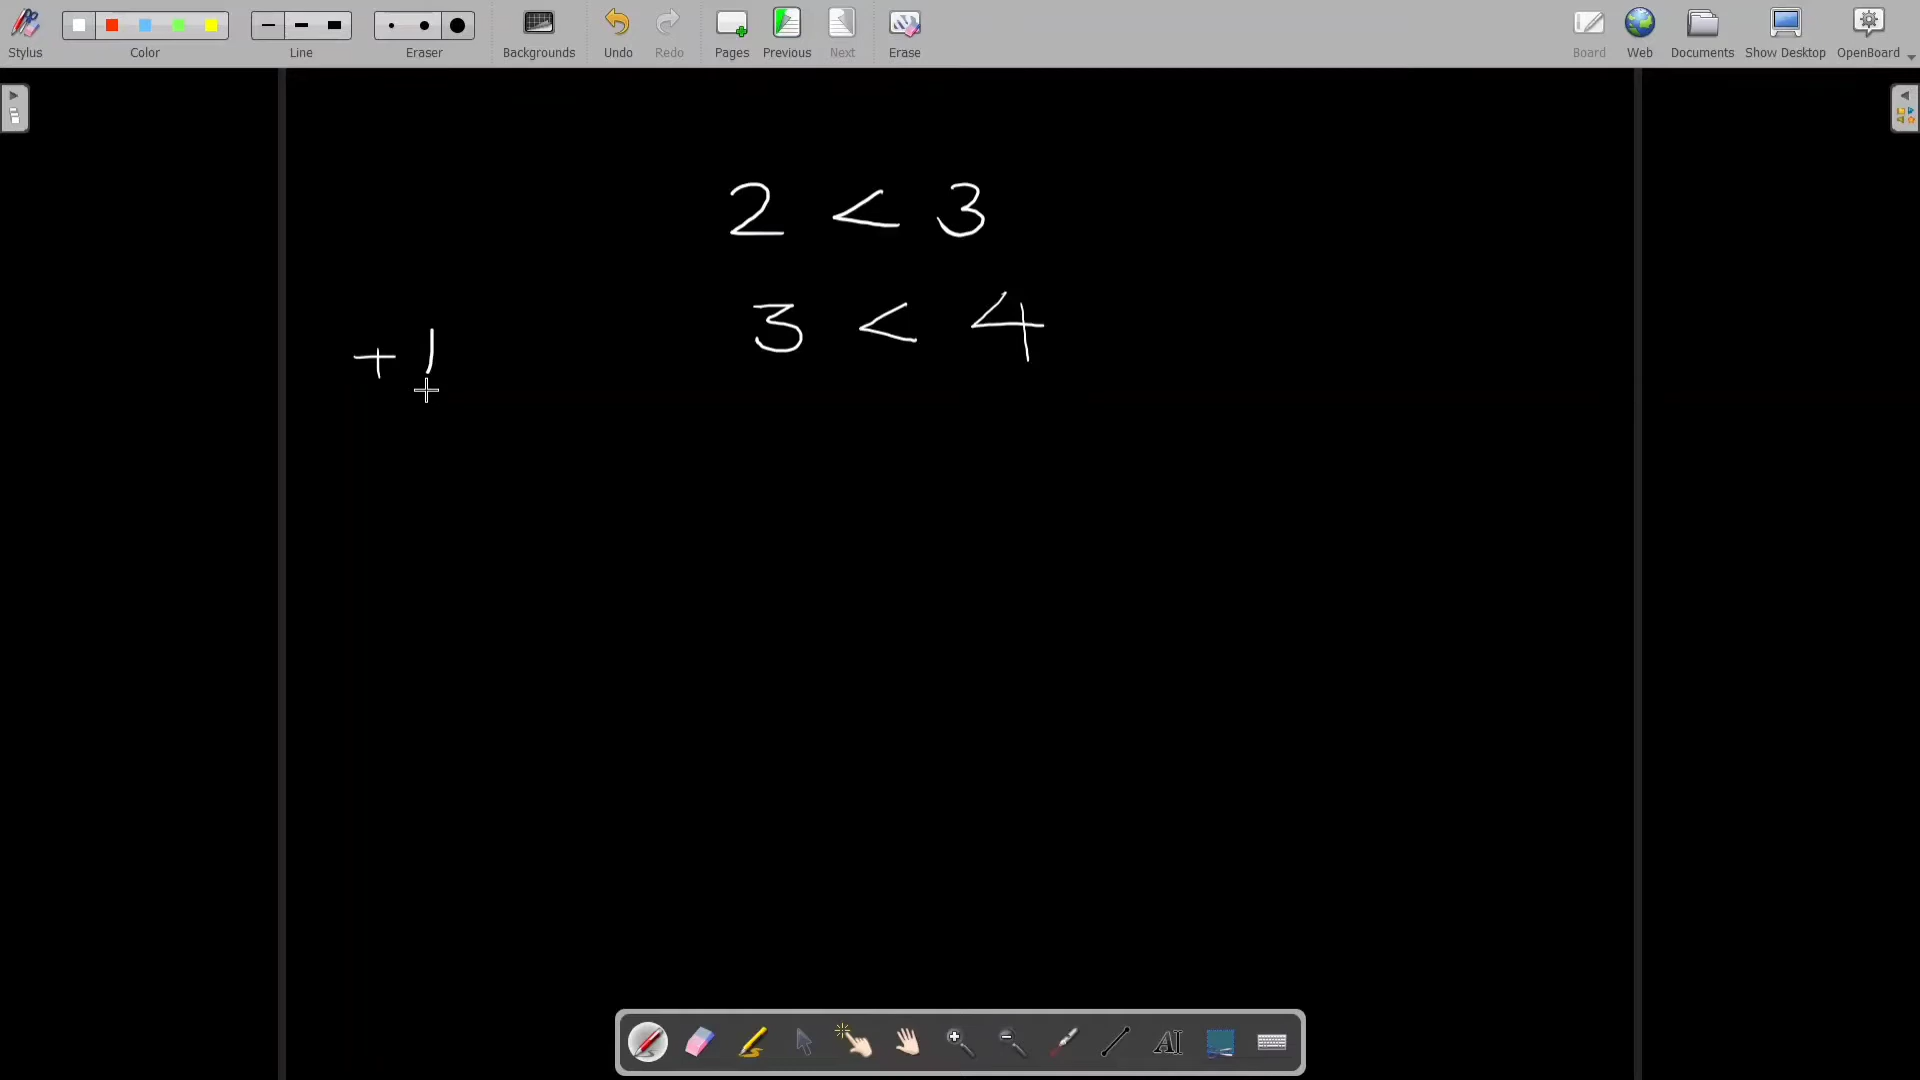 Stylus Color Line Eraser Backgrounds Undo Redo Pages Previous Next Erase Board Web Documents Show Desktop OpenBoard
2 < 3
3 < 4
+ 1
AI